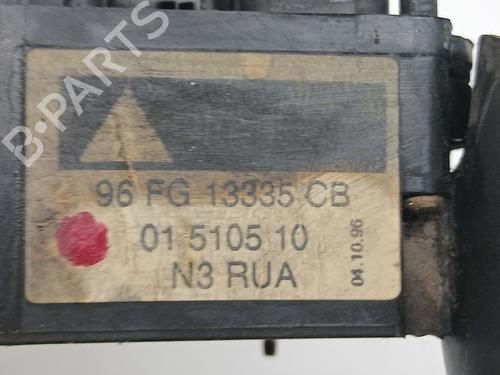 B-PARTS
96 FG 13335 CB
01 5105 10
N3 RUA
04.10.96